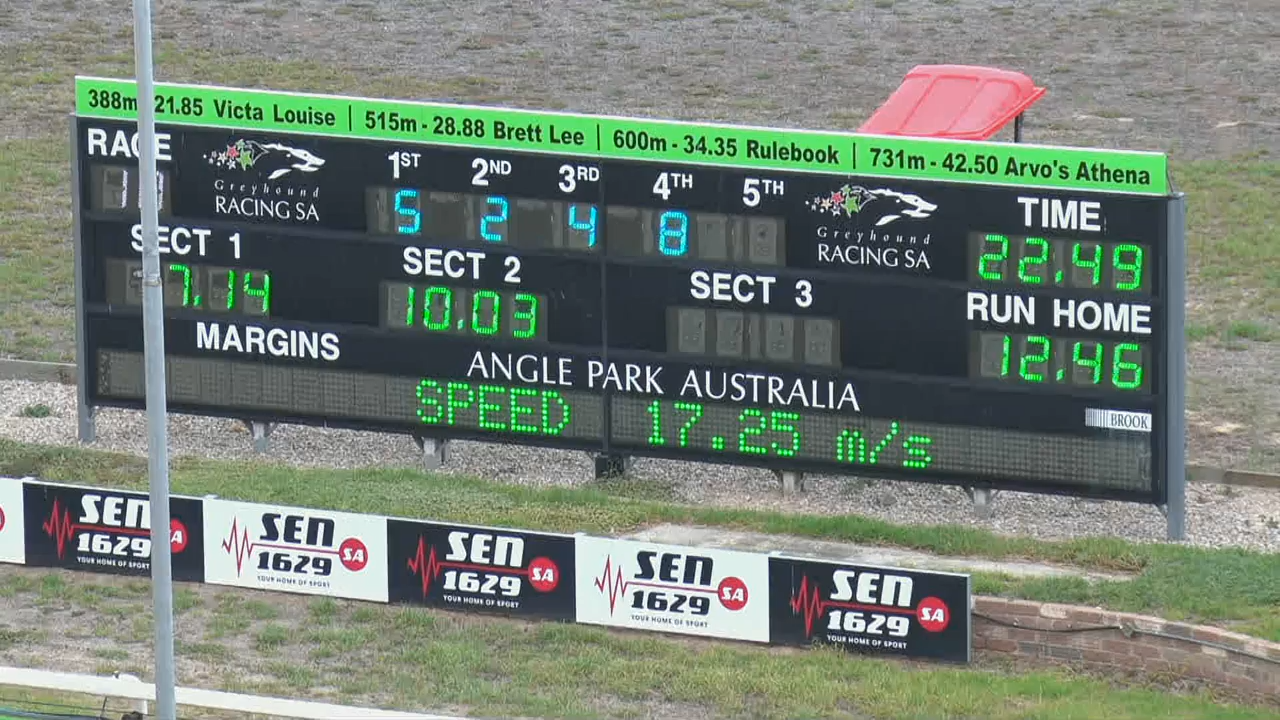 388m 21.85 Victa Louise | 515m - 28.88 Brett Lee | 600m - 34.35 Rulebook | 731m - 42.50 Arvo's Athena
RACE
Greyhound
RACING SA
1ST 2ND 3RD 4TH 5TH
5 2 4 8
Greyhound
RACING SA
TIME
22.49
SECT 1
7.14
SECT 2
10.03
SECT 3
RUN HOME
12.46
MARGINS
ANGLE PARK AUSTRALIA
BROOK
SPEED 17.25 m/s
SEN
1629 SA
YOUR HOME OF SPORT
SEN
1629 SA
YOUR HOME OF SPORT
SEN
1629 SA
YOUR HOME OF SPORT
SEN
1629 SA
YOUR HOME OF SPORT
SEN
1629 SA
YOUR HOME OF SPORT